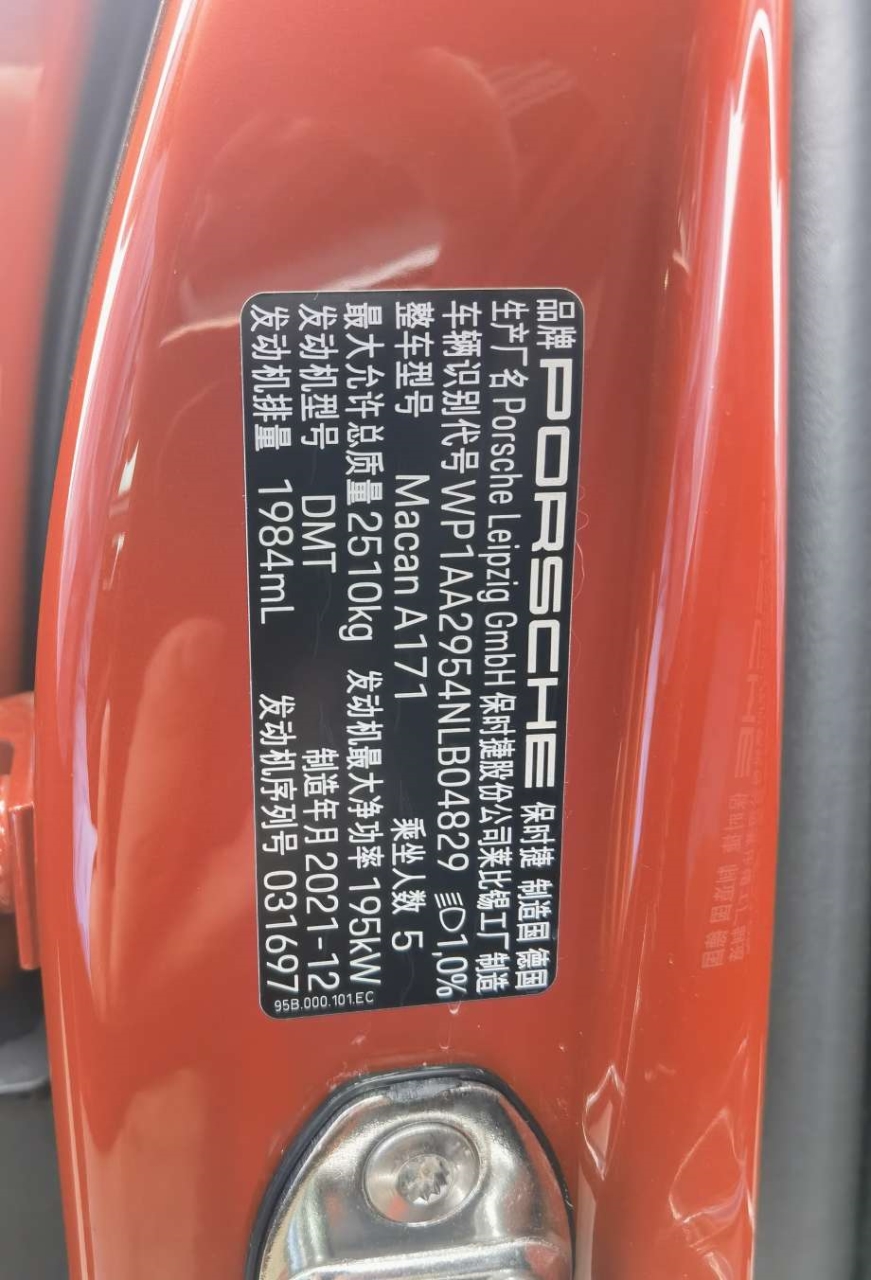 品牌 PORSCHE 保时捷 制造国 德国
生产厂名 Porsche Leipzig GmbH 保时捷股份公司莱比锡工厂制造
车辆识别代号 WP1AA2954NLB04829 1,0%
整车型号 Macan A171 乘坐人数 5
最大允许总质量 2510kg 发动机最大净功率 195kW
发动机型号 DMT 制造年月 2021-12
发动机排量 1984mL 发动机序列号 031697
95B.000.101.EC